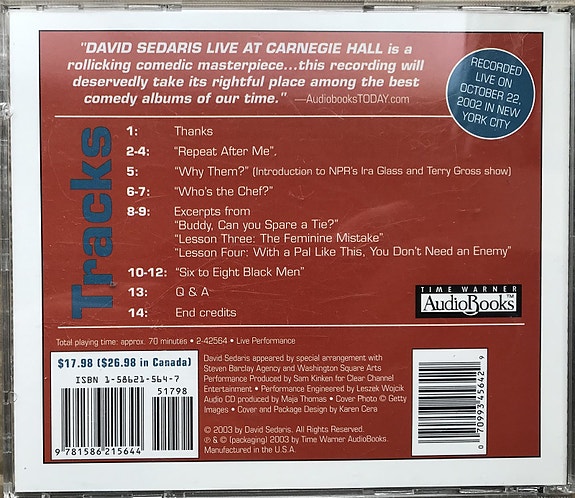 "DAVID SEDARIS LIVE AT CARNEGIE HALL is a
rollicking comedic masterpiece...this recording will
deservedly take its rightful place among the best
comedy albums of our time." —AudiobooksTODAY.com
RECORDED
LIVE ON
OCTOBER 22,
2002 IN NEW
YORK CITY
Tracks
1: Thanks
2-4: "Repeat After Me".
5: "Why Them?" (Introduction to NPR's Ira Glass and Terry Gross show)
6-7: "Who's the Chef?"
8-9: Excerpts from
"Buddy, Can you Spare a Tie?"
"Lesson Three: The Feminine Mistake"
"Lesson Four: With a Pal Like This, You Don't Need an Enemy"
10-12: "Six to Eight Black Men"
13: Q & A
14: End credits
TIME WARNER
AudioBooks™
Total playing time: approx. 70 minutes • 2-42564 • Live Performance
$17.98 ($26.98 in Canada)
ISBN 1-58621-564-7
51798
9 781586 215644
David Sedaris appeared by special arrangement with
Steven Barclay Agency and Washington Square Arts
Performance Produced by Sam Kinken for Clear Channel
Entertainment • Performance Engineered by Leszek Wojcik
Audio CD produced by Maja Thomas • Cover Photo © Getty
Images • Cover and Package Design by Karen Cera
© 2003 by David Sedaris. All Rights Reserved.
℗ & © (packaging) 2003 by Time Warner AudioBooks.
Manufactured in the U.S.A.
0 70993 45642 9